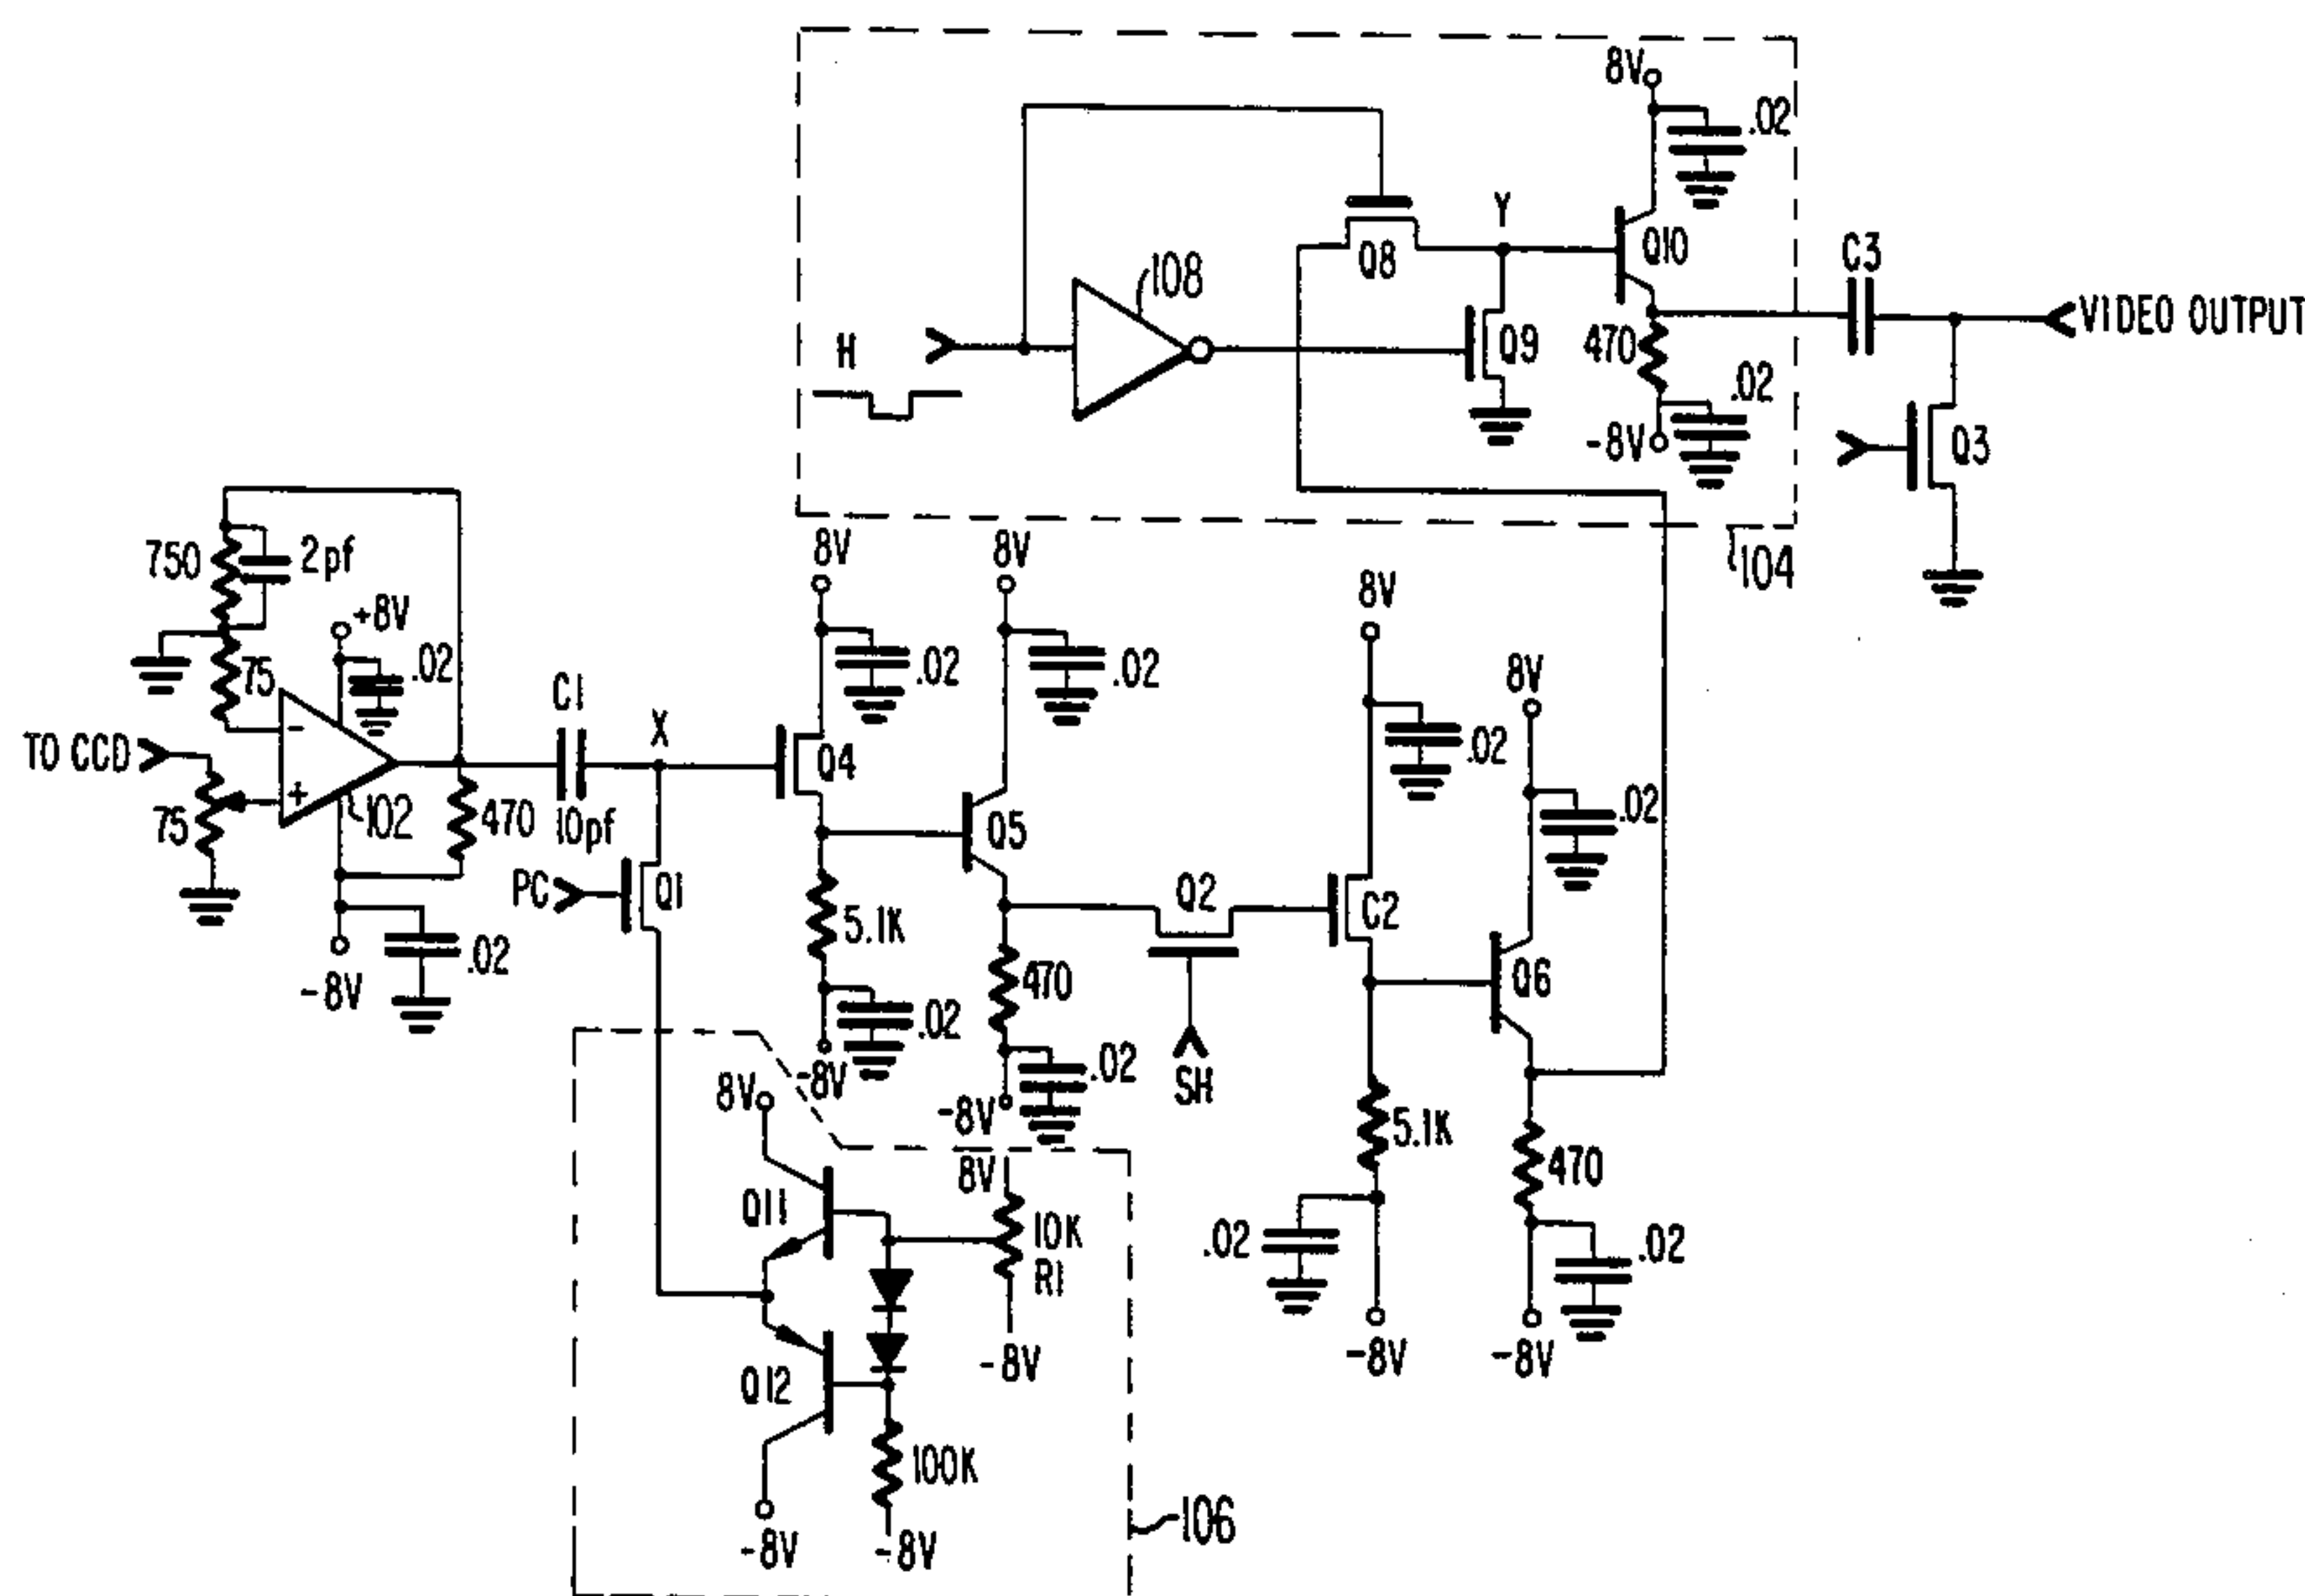 8V
.02
Y
108
Q8
Q10
C3
H
Q9
470
VIDEO OUTPUT
.02
-8V
Q3
104
750
2pf
+8V
.02
75
TO CCD
75
102
470
-8V
.02
C1
10pf
X
PC
Q1
8V
.02
Q4
5.1K
.02
-8V
8V
.02
Q5
470
.02
-8V
Q2
SH
8V
.02
C2
5.1K
.02
-8V
8V
.02
Q6
470
.02
-8V
8V
Q11
8V
10K
R1
-8V
Q12
100K
-8V
-8V
106